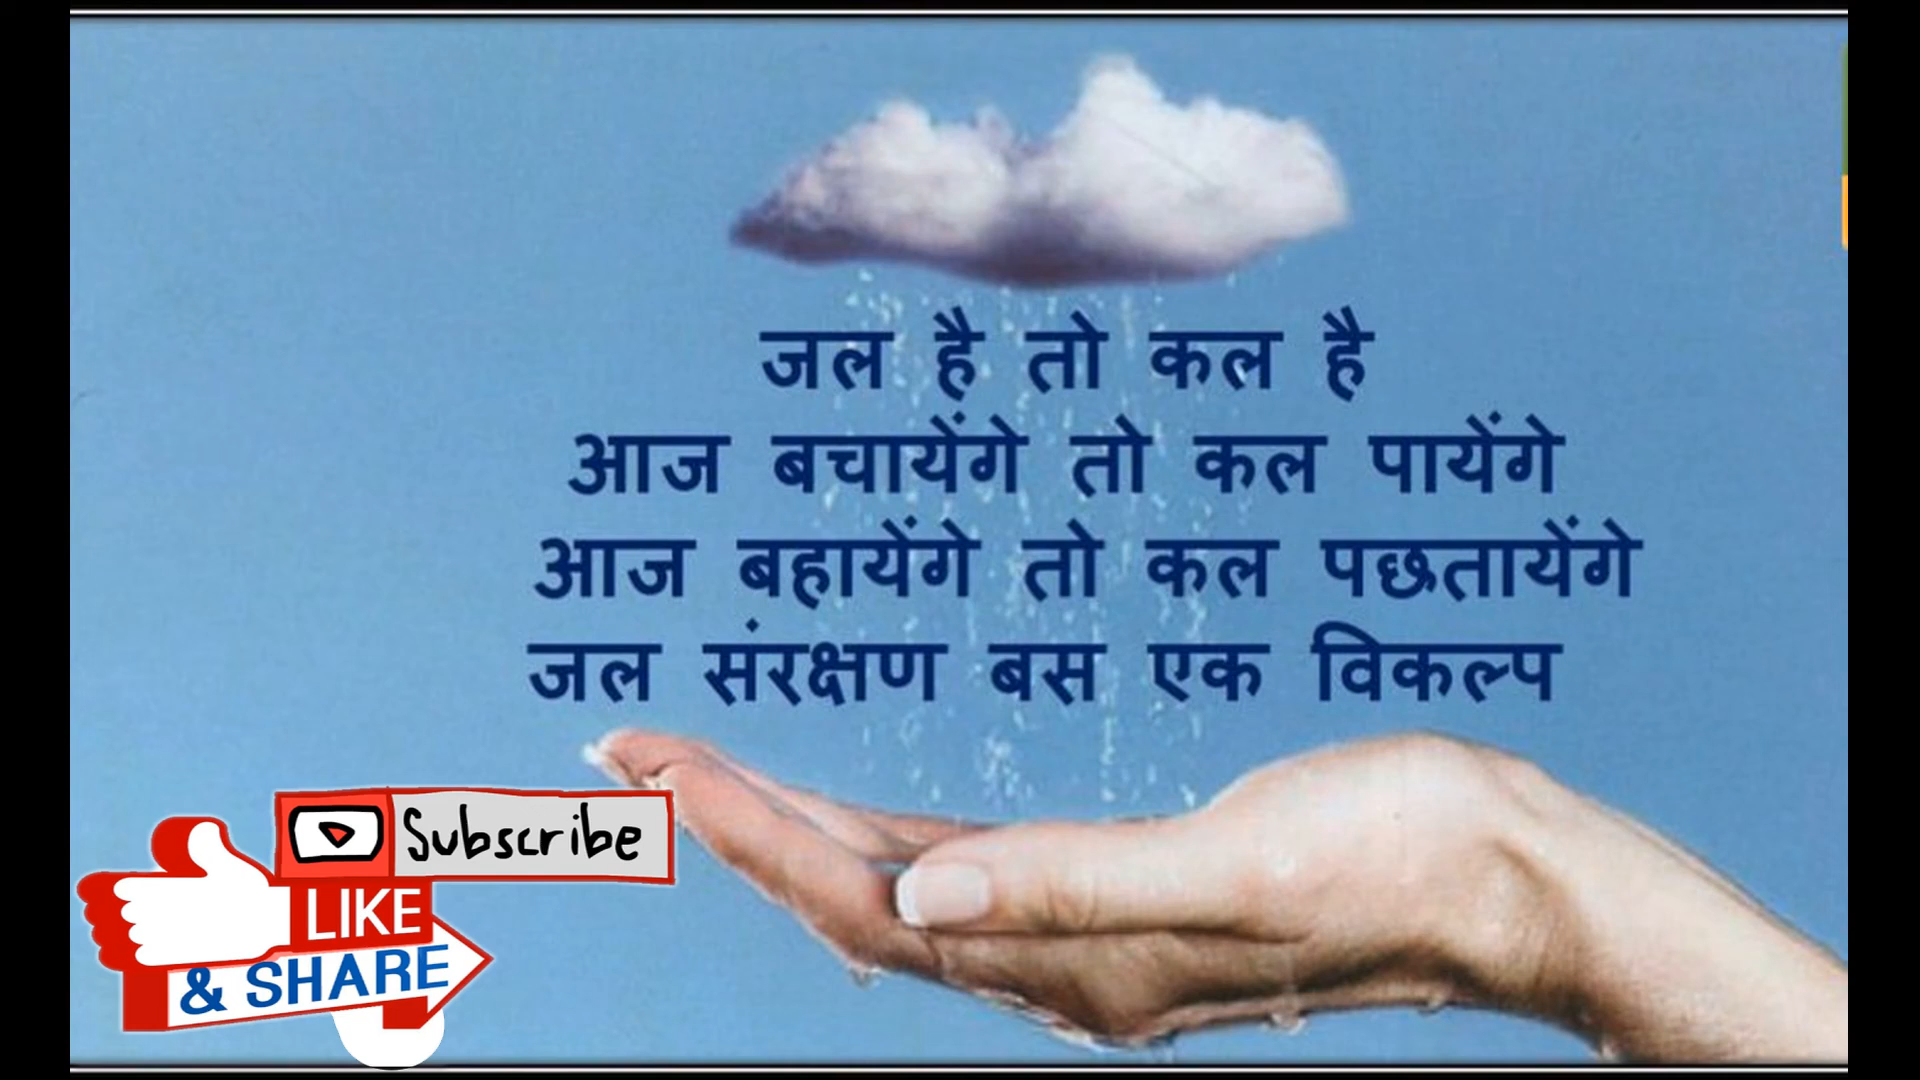 जल है तो कल है
आज बचायेंगे तो कल पायेंगे
आज बहायेंगे तो कल पछतायेंगे
जल संरक्षण बस एक विकल्प
Subscribe
LIKE
& SHARE